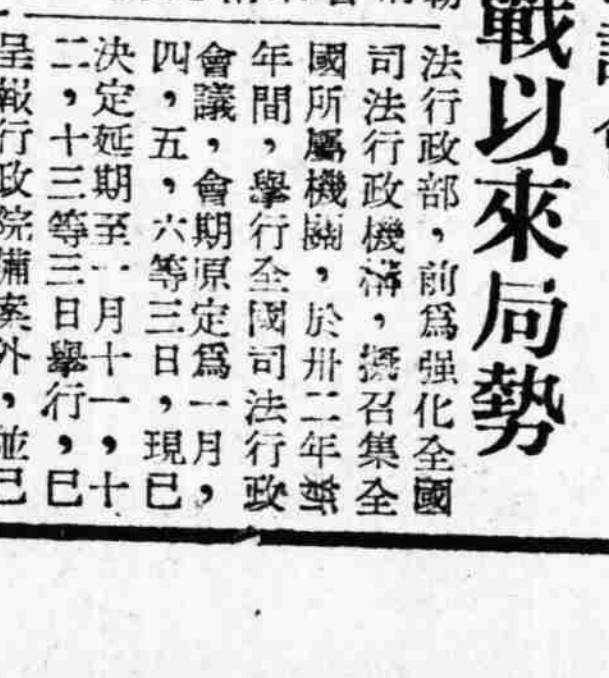 戰以來局勢
法行政部，前爲强化全國
司法行政機構，擬召集全
國所屬機關，於卅二年新
年間，舉行全國司法行政
會議，會期原定爲一月，
四，五，六等三日，現已
決定延期至一月十一，十
二，十三等三日舉行，已
呈報行政院備案外，並已